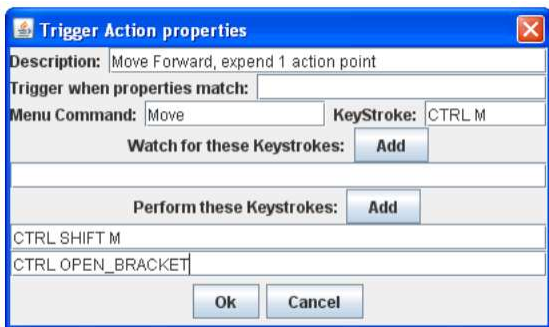 Trigger Action properties
Description: Move Forward, expend 1 action point
Trigger when properties match:
Menu Command: Move KeyStroke: CTRL M
Watch for these Keystrokes: Add
Perform these Keystrokes: Add
CTRL SHIFT M
CTRL OPEN_BRACKET
Ok Cancel